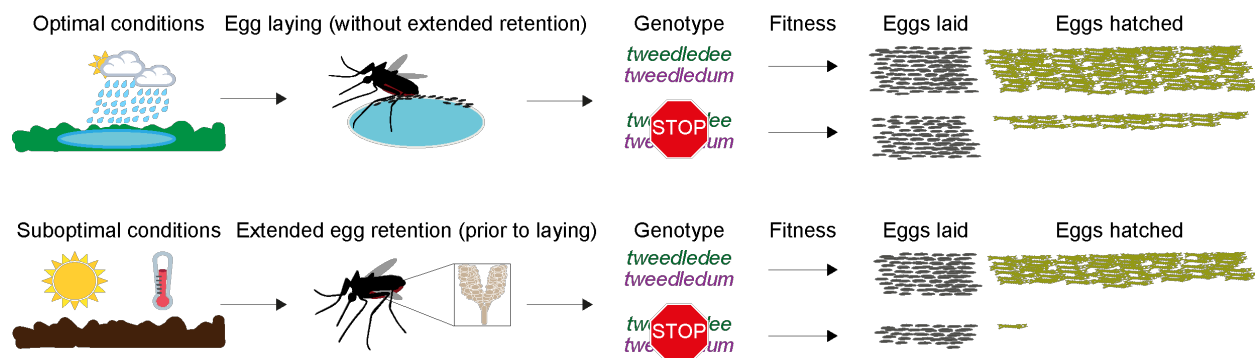 Optimal conditions Egg laying (without extended retention) Genotype Fitness Eggs laid Eggs hatched
tweedledee
tweedledum
STOP
Suboptimal conditions Extended egg retention (prior to laying) Genotype Fitness Eggs laid Eggs hatched
tweedledee
tweedledum
STOP